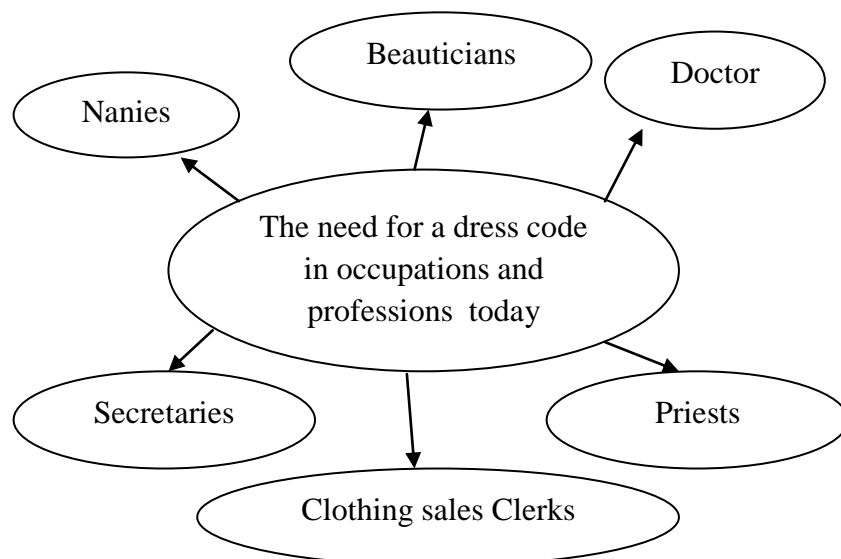 Beauticians
Doctor
Nanies
The need for a dress code
in occupations and
professions today
Secretaries
Priests
Clothing sales Clerks